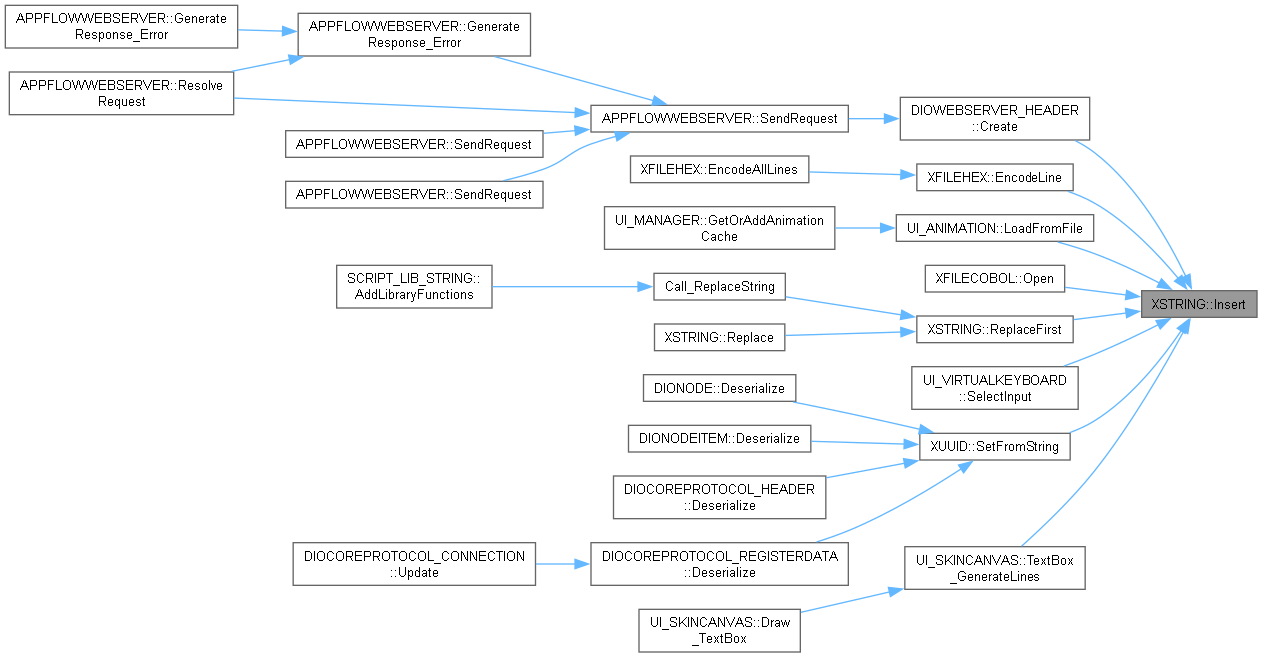 APPFLOWWEBSERVER::Generate
Response_Error
APPFLOWWEBSERVER::Generate
Response_Error
APPFLOWWEBSERVER::Resolve
Request
APPFLOWWEBSERVER::SendRequest
DIOWEBSERVER_HEADER
::Create
APPFLOWWEBSERVER::SendRequest
XFILEHEX::EncodeAllLines
XFILEHEX::EncodeLine
APPFLOWWEBSERVER::SendRequest
UI_MANAGER::GetOrAddAnimation
Cache
UI_ANIMATION::LoadFromFile
SCRIPT_LIB_STRING::
AddLibraryFunctions
Call_ReplaceString
XFILECOBOL::Open
XSTRING::Insert
XSTRING::Replace
XSTRING::ReplaceFirst
DIONODE::Deserialize
UI_VIRTUALKEYBOARD
::SelectInput
DIONODEITEM::Deserialize
XUUID::SetFromString
DIOCOREPROTOCOL_HEADER
::Deserialize
DIOCOREPROTOCOL_CONNECTION
::Update
DIOCOREPROTOCOL_REGISTERDATA
::Deserialize
UI_SKINCANVAS::TextBox
_GenerateLines
UI_SKINCANVAS::Draw
_TextBox